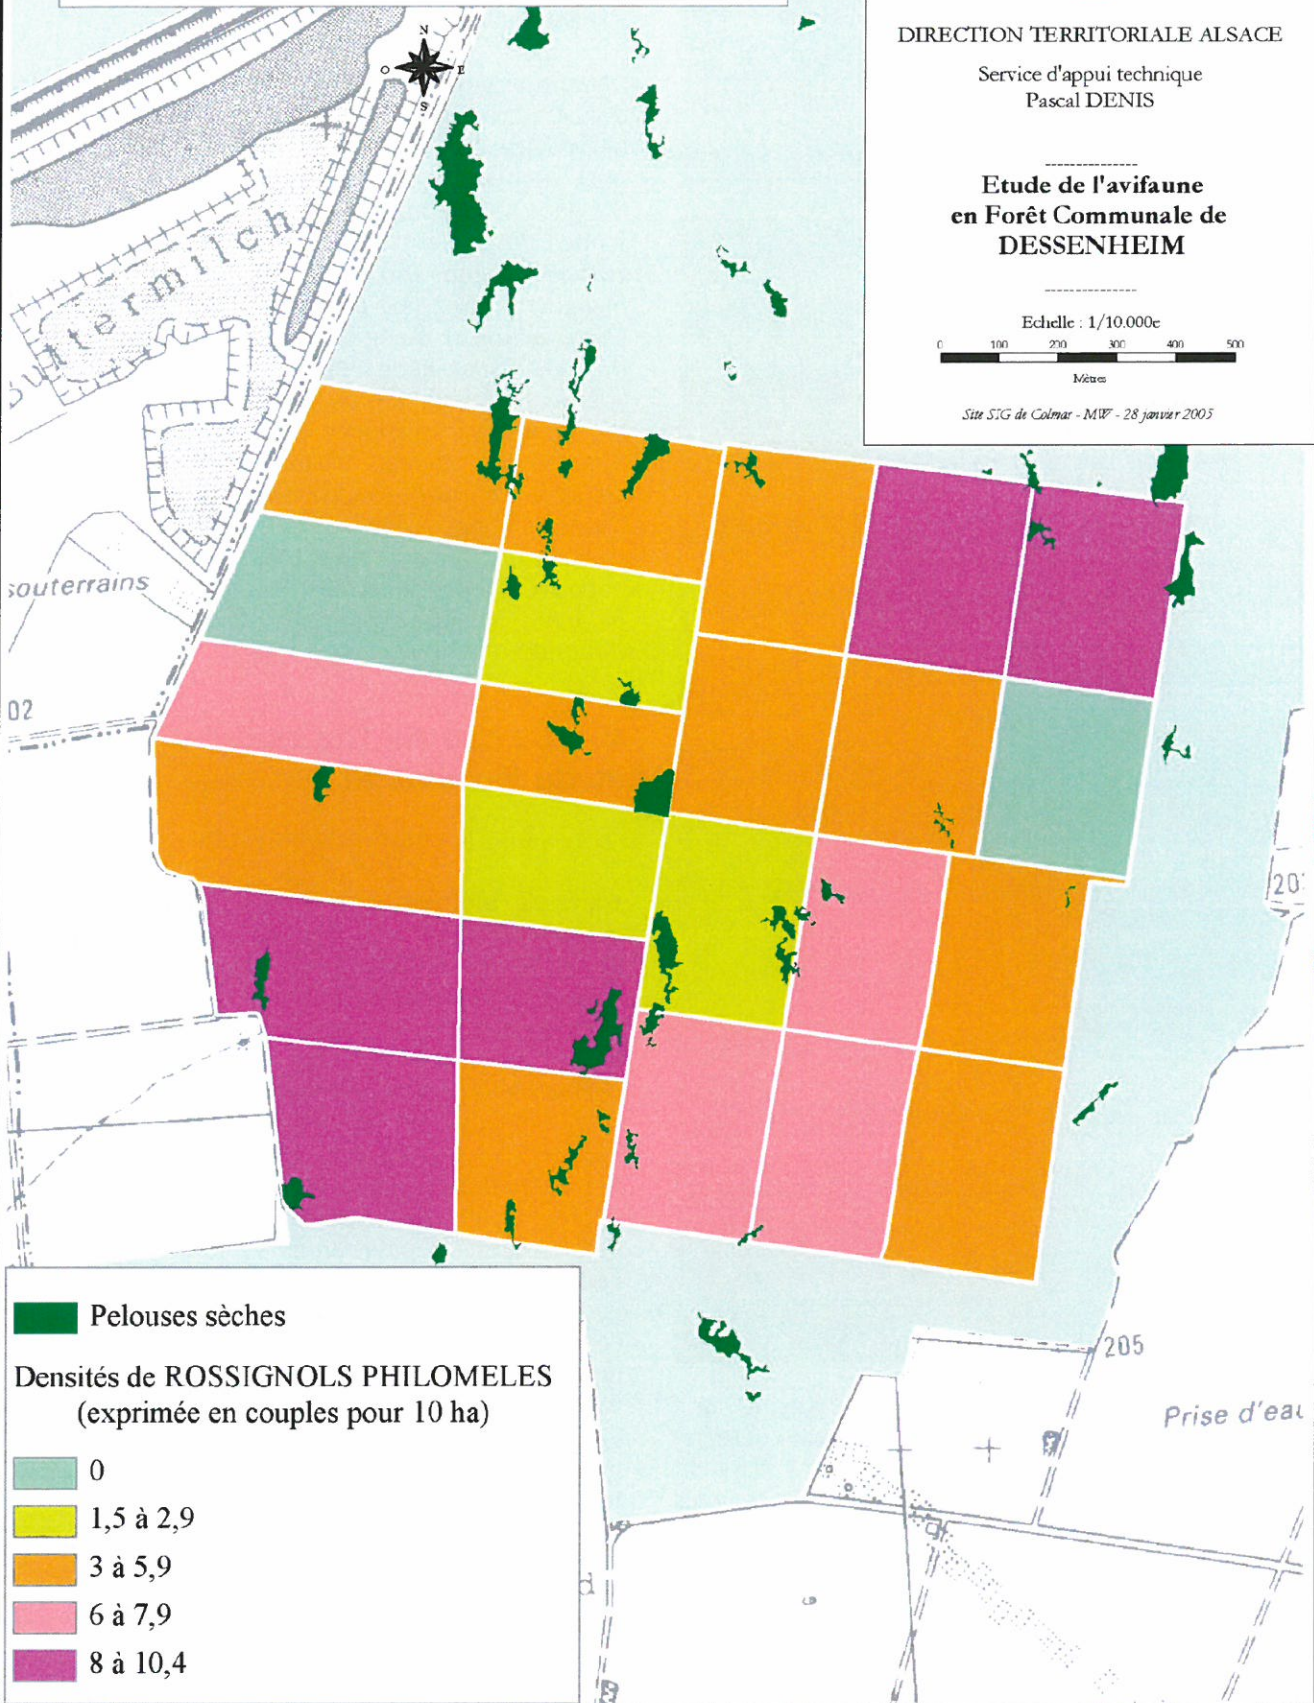 DIRECTION TERRITORIALE ALSACE
Service d'appui technique
Pascal DENIS
Etude de l'avifaune
en Forêt Communale de
DESSENHEIM
Echelle : 1/10.000e
0 100 200 300 400 500
Mètres
Site SIG de Colmar - MW - 28 janvier 2005
N
O E
S
Buttermilch
souterrains
02
20
205
Prise d'eau
Pelouses sèches
Densités de ROSSIGNOLS PHILOMELES
(exprimée en couples pour 10 ha)
0
1,5 à 2,9
3 à 5,9
6 à 7,9
8 à 10,4